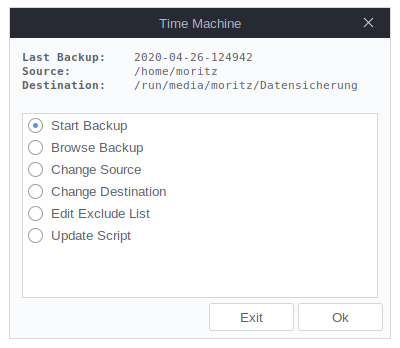 Time Machine
Last Backup: 2020-04-26-124942
Source: /home/moritz
Destination: /run/media/moritz/Datensicherung
Start Backup
Browse Backup
Change Source
Change Destination
Edit Exclude List
Update Script
Exit Ok